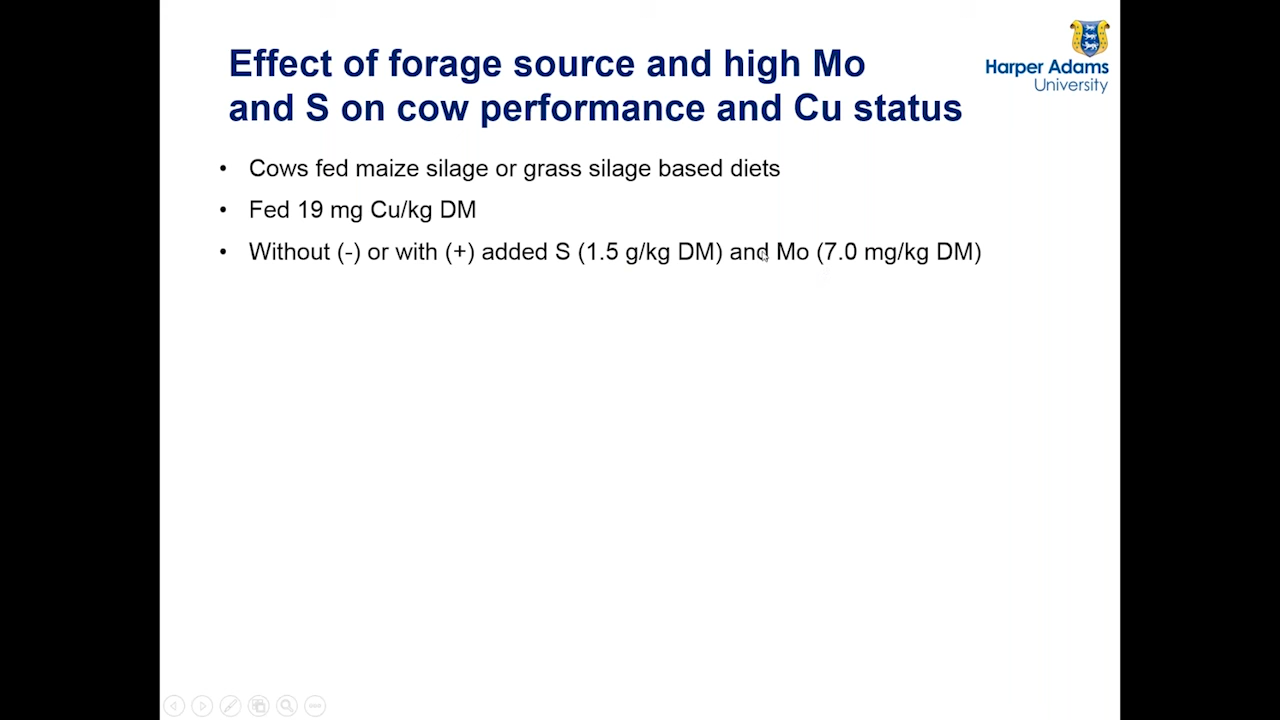 Effect of forage source and high Mo
and S on cow performance and Cu status
Harper Adams
University
• Cows fed maize silage or grass silage based diets
• Fed 19 mg Cu/kg DM
• Without (-) or with (+) added S (1.5 g/kg DM) and Mo (7.0 mg/kg DM)